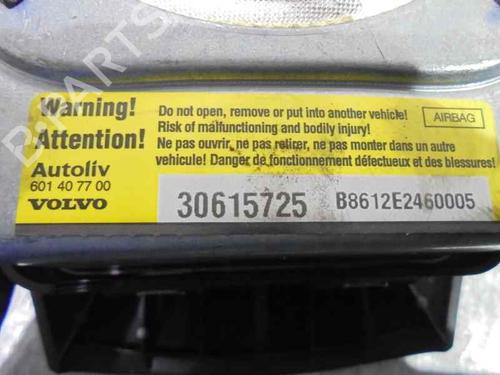 B-PARTS
Warning!
Attention!
Autoliv
601 40 77 00
VOLVO
Do not open, remove or put into another vehicle!
Risk of malfunctioning and bodily injury!
Ne pas ouvrir, ne pas retirer, ne pas monter dans un autre
vehicule! Danger de fonctionnement défectueux et des blessures!
AIRBAG
30615725
B8612E2460005